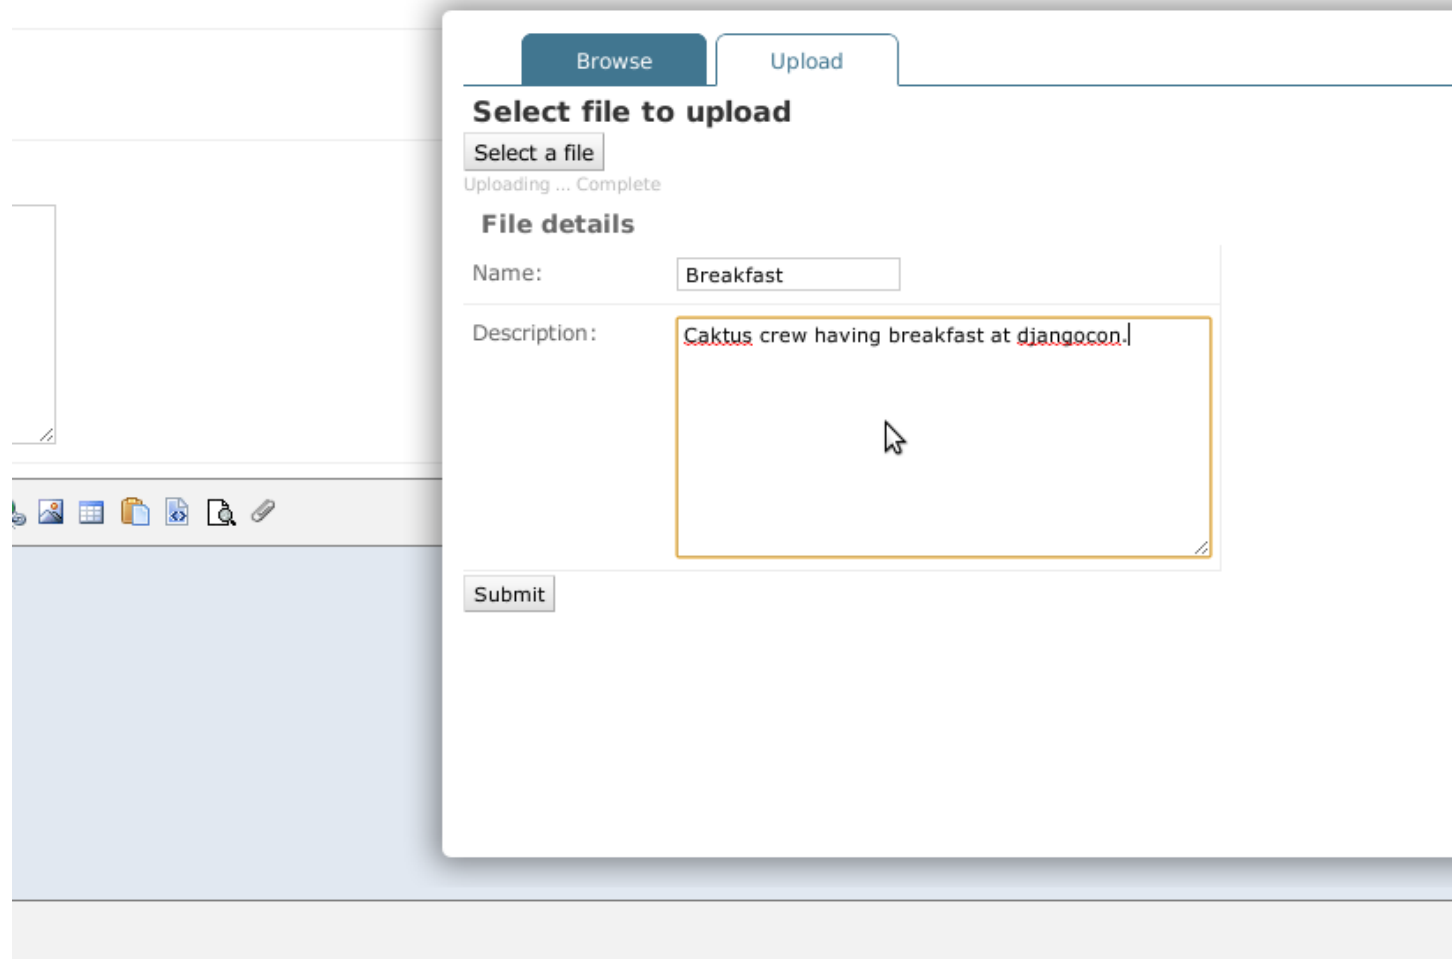 Browse
Upload
Select file to upload
Select a file
Uploading ... Complete
File details
Name:
Breakfast
Description:
Caktus crew having breakfast at djangocon.
Submit